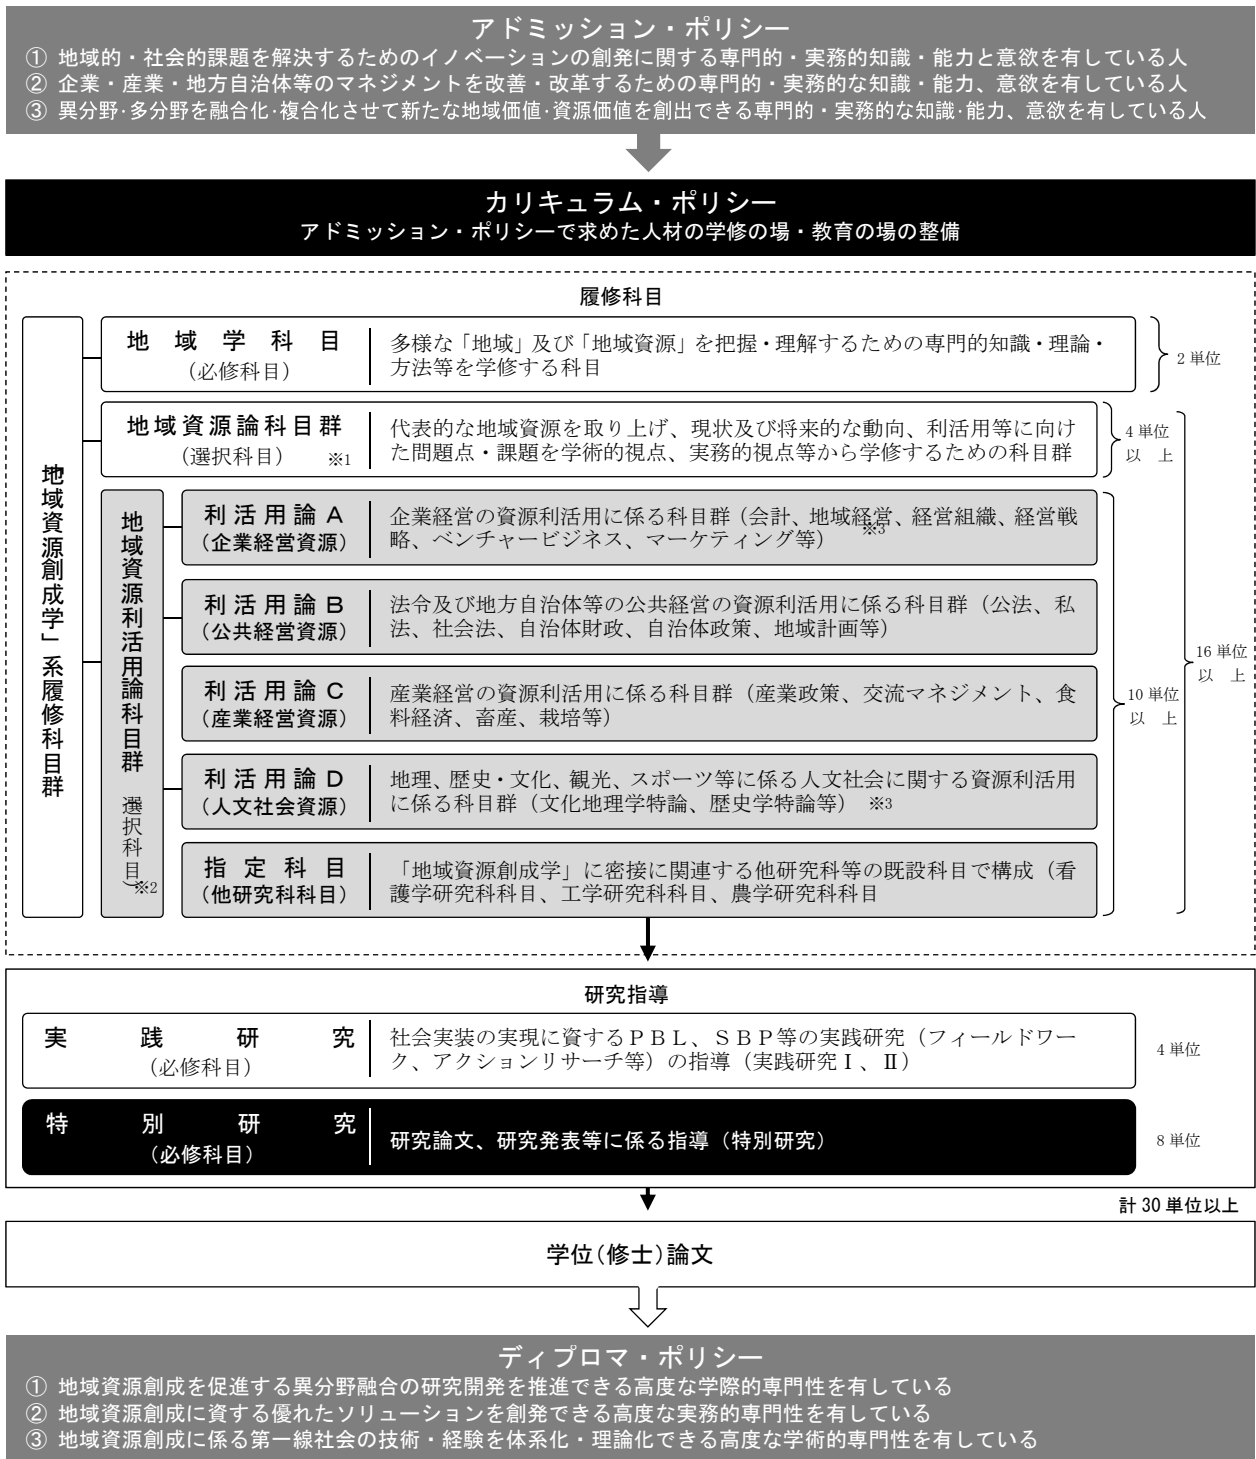 アドミッション・ポリシー
① 地域的・社会的課題を解決するためのイノベーションの創発に関する専門的・実務的知識・能力と意欲を有している人
② 企業・産業・地方自治体等のマネジメントを改善・改革するための専門的・実務的な知識・能力、意欲を有している人
③ 異分野・多分野を融合化・複合化させて新たな地域価値・資源価値を創出できる専門的・実務的な知識・能力、意欲を有している人
カリキュラム・ポリシー
アドミッション・ポリシーで求めた人材の学修の場・教育の場の整備
履修科目
地域資源創成学」系履修科目群
地域学科目
(必修科目)
多様な「地域」及び「地域資源」を把握・理解するための専門的知識・理論・
方法等を学修する科目
2 単位
地域資源論科目群
(選択科目) ※1
代表的な地域資源を取り上げ、現状及び将来的な動向、利活用等に向け
た問題点・課題を学術的視点、実務的視点等から学修するための科目群
4 単位
以 上
地域資源利活用論科目群 選択科目) ※2
利活用論A
(企業経営資源)
企業経営の資源利活用に係る科目群(会計、地域経営、経営組織、経営戦
略、ベンチャービジネス、マーケティング等) ※3
利活用論B
(公共経営資源)
法令及び地方自治体等の公共経営の資源利活用に係る科目群(公法、私
法、社会法、自治体財政、自治体政策、地域計画等)
利活用論C
(産業経営資源)
産業経営の資源利活用に係る科目群(産業政策、交流マネジメント、食
料経済、畜産、栽培等)
利活用論D
(人文社会資源)
地理、歴史・文化、観光、スポーツ等に係る人文社会に関する資源利活用
に係る科目群(文化地理学特論、歴史学特論等) ※3
指定科目
(他研究科科目)
「地域資源創成学」に密接に関連する他研究科等の既設科目で構成(看
護学研究科科目、工学研究科科目、農学研究科科目
10 単位
以 上
16 単位
以 上
研究指導
実践研究
(必修科目)
社会実装の実現に資するPBL、SBP等の実践研究(フィールドワー
ク、アクションリサーチ等)の指導(実践研究Ⅰ、Ⅱ)
4 単位
特別研究
(必修科目)
研究論文、研究発表等に係る指導(特別研究)
8 単位
計 30 単位以上
学位(修士)論文
ディプロマ・ポリシー
① 地域資源創成を促進する異分野融合の研究開発を推進できる高度な学際的専門性を有している
② 地域資源創成に資する優れたソリューションを創発できる高度な実務的専門性を有している
③ 地域資源創成に係る第一線社会の技術・経験を体系化・理論化できる高度な学術的専門性を有している